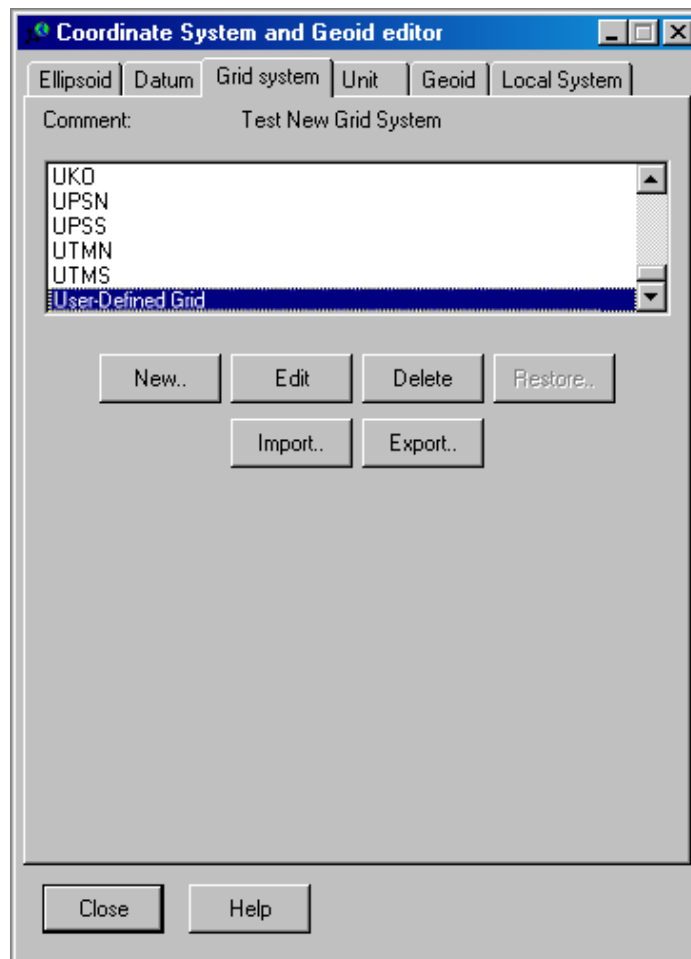 Coordinate System and Geoid editor
Ellipsoid Datum Grid system Unit Geoid Local System
Comment: Test New Grid System
UKO
UPSN
UPSS
UTMN
UTMS
User-Defined Grid
New.. Edit Delete Restore..
Import.. Export..
Close Help